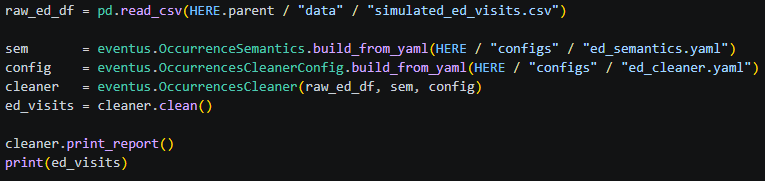 raw_ed_df = pd.read_csv(HERE.parent / "data" / "simulated_ed_visits.csv")
sem       = eventus.OccurrenceSemantics.build_from_yaml(HERE / "configs" / "ed_semantics.yaml")
config    = eventus.OccurrencesCleanerConfig.build_from_yaml(HERE / "configs" / "ed_cleaner.yaml")
cleaner   = eventus.OccurrencesCleaner(raw_ed_df, sem, config)
ed_visits = cleaner.clean()
cleaner.print_report()
print(ed_visits)